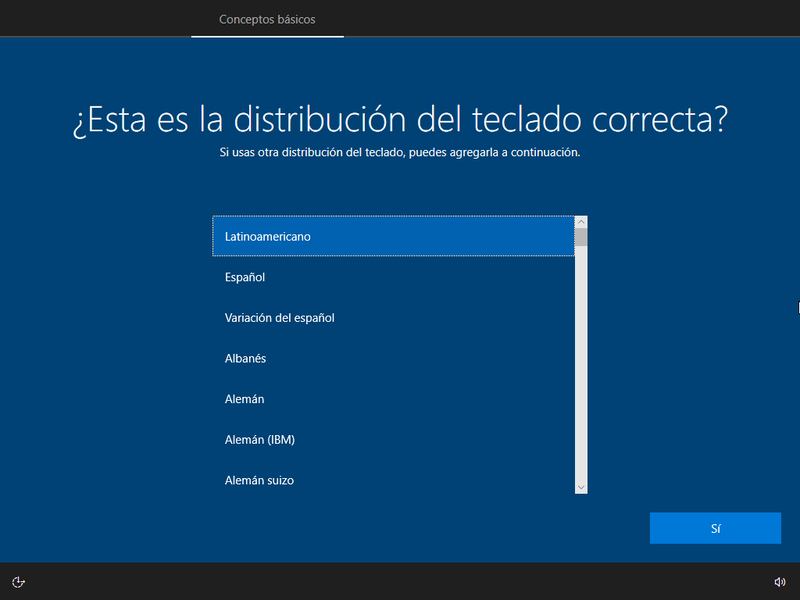 Conceptos básicos
¿Esta es la distribución del teclado correcta?
Si usas otra distribución del teclado, puedes agregarla a continuación.
Latinoamericano
Español
Variación del español
Albanés
Alemán
Alemán (IBM)
Alemán suizo
Sí